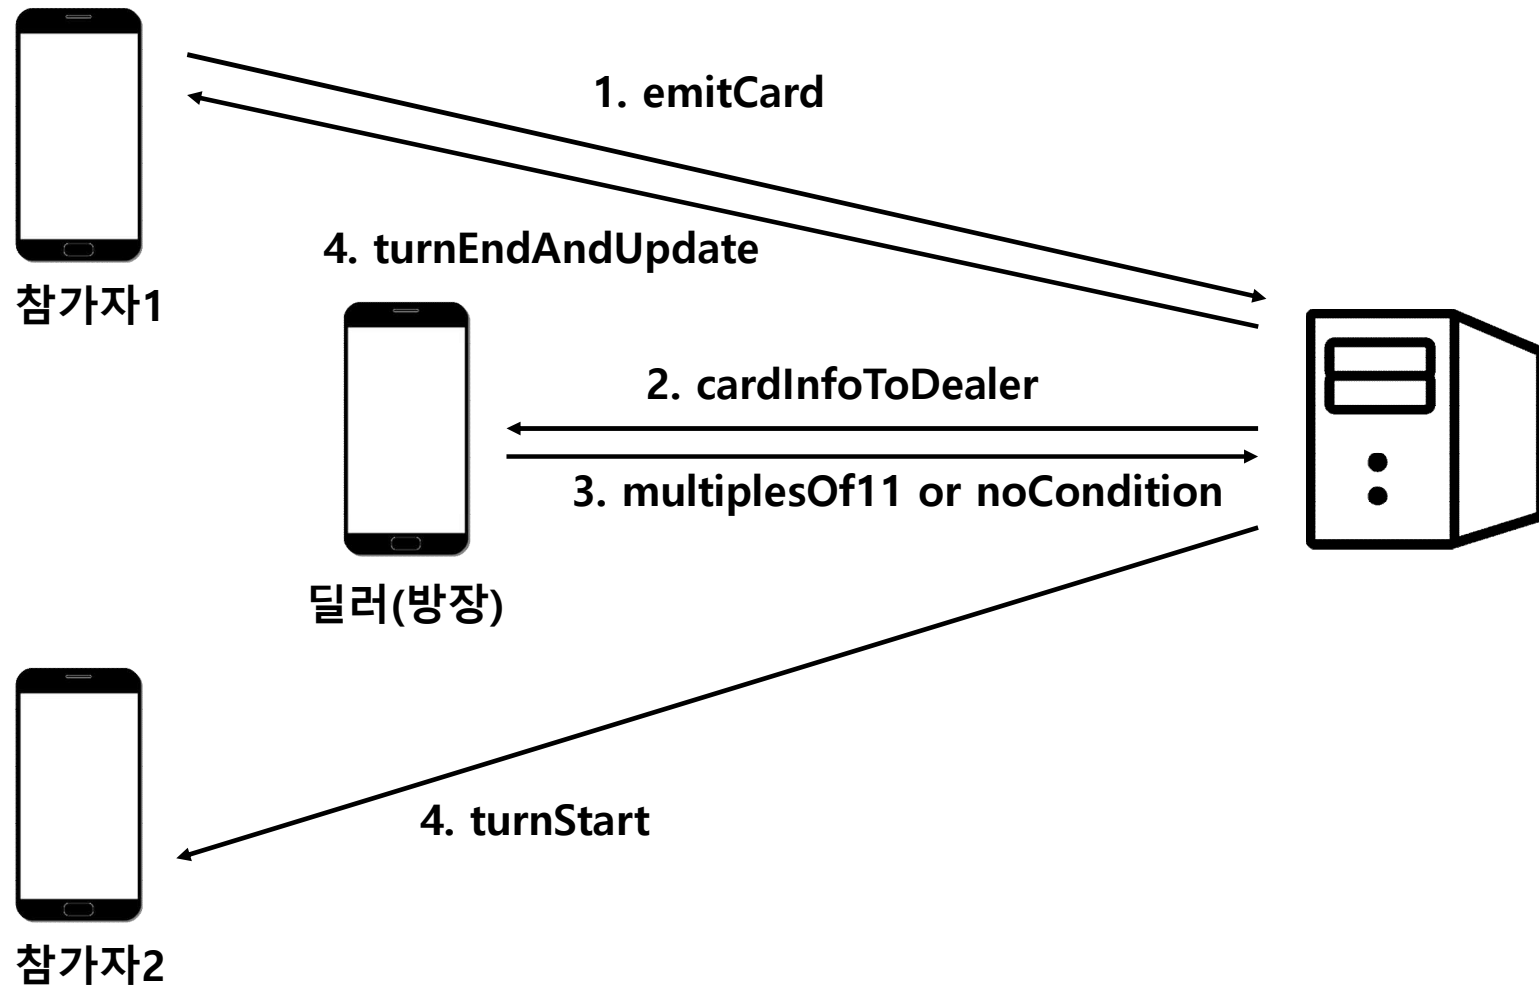 1. emitCard
4. turnEndAndUpdate
참가자1
2. cardInfoToDealer
3. multiplesOf11 or noCondition
딜러(방장)
4. turnStart
참가자2